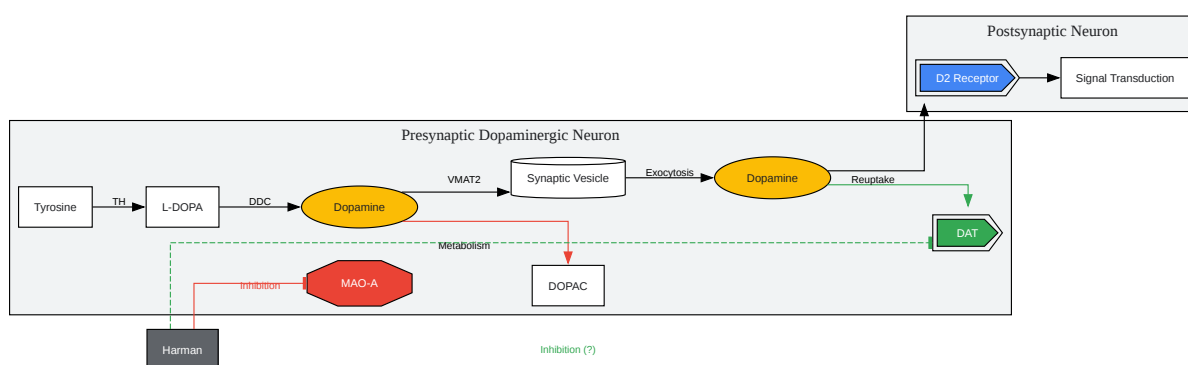 Postsynaptic Neuron
D2 Receptor
Signal Transduction
Presynaptic Dopaminergic Neuron
Tyrosine
TH
L-DOPA
DDC
Dopamine
VMAT2
Synaptic Vesicle
Exocytosis
Dopamine
Reuptake
DAT
Metabolism
Inhibition
MAO-A
DOPAC
Harman
Inhibition (?)